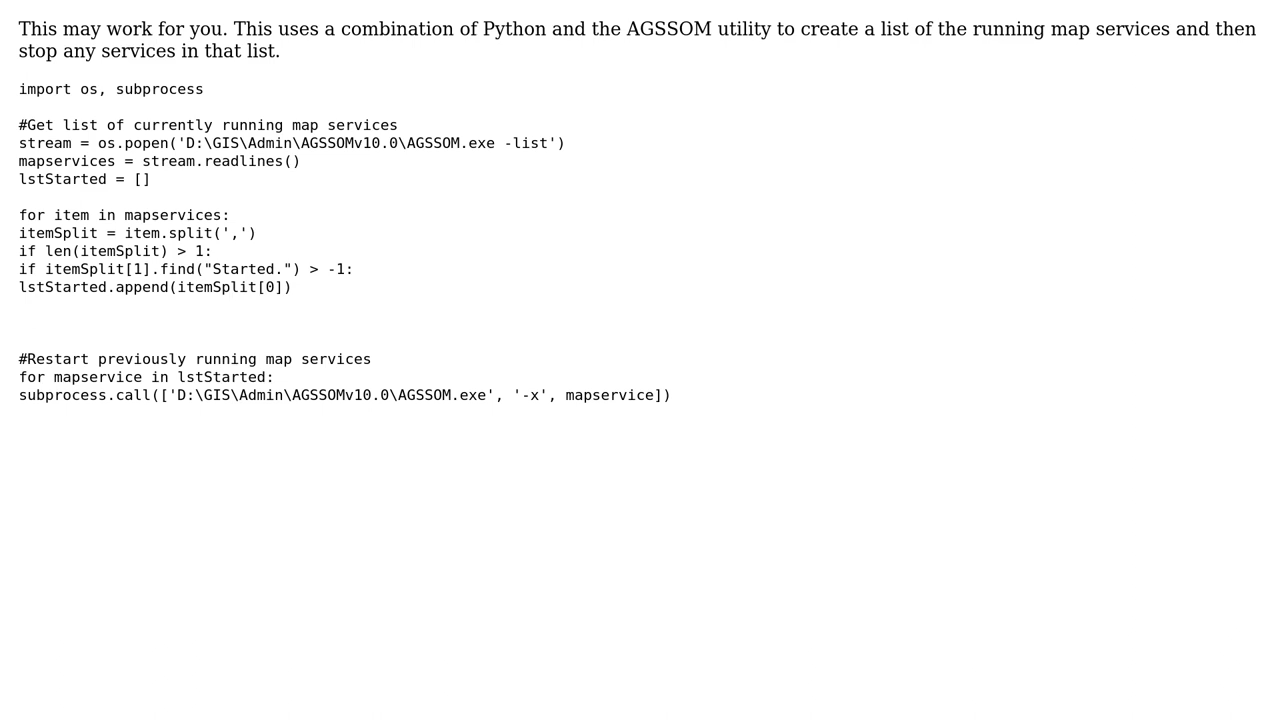 This may work for you. This uses a combination of Python and the AGSSOM utility to create a list of the running map services and then
stop any services in that list.
import os, subprocess
#Get list of currently running map services
stream = os.popen('D:\GIS\Admin\AGSSOMv10.0\AGSSOM.exe -list')
mapservices = stream.readlines()
lstStarted = []
for item in mapservices:
itemSplit = item.split(',')
if len(itemSplit) > 1:
if itemSplit[1].find("Started.") > -1:
lstStarted.append(itemSplit[0])
#Restart previously running map services
for mapservice in lstStarted:
subprocess.call(['D:\GIS\Admin\AGSSOMv10.0\AGSSOM.exe', '-x', mapservice])